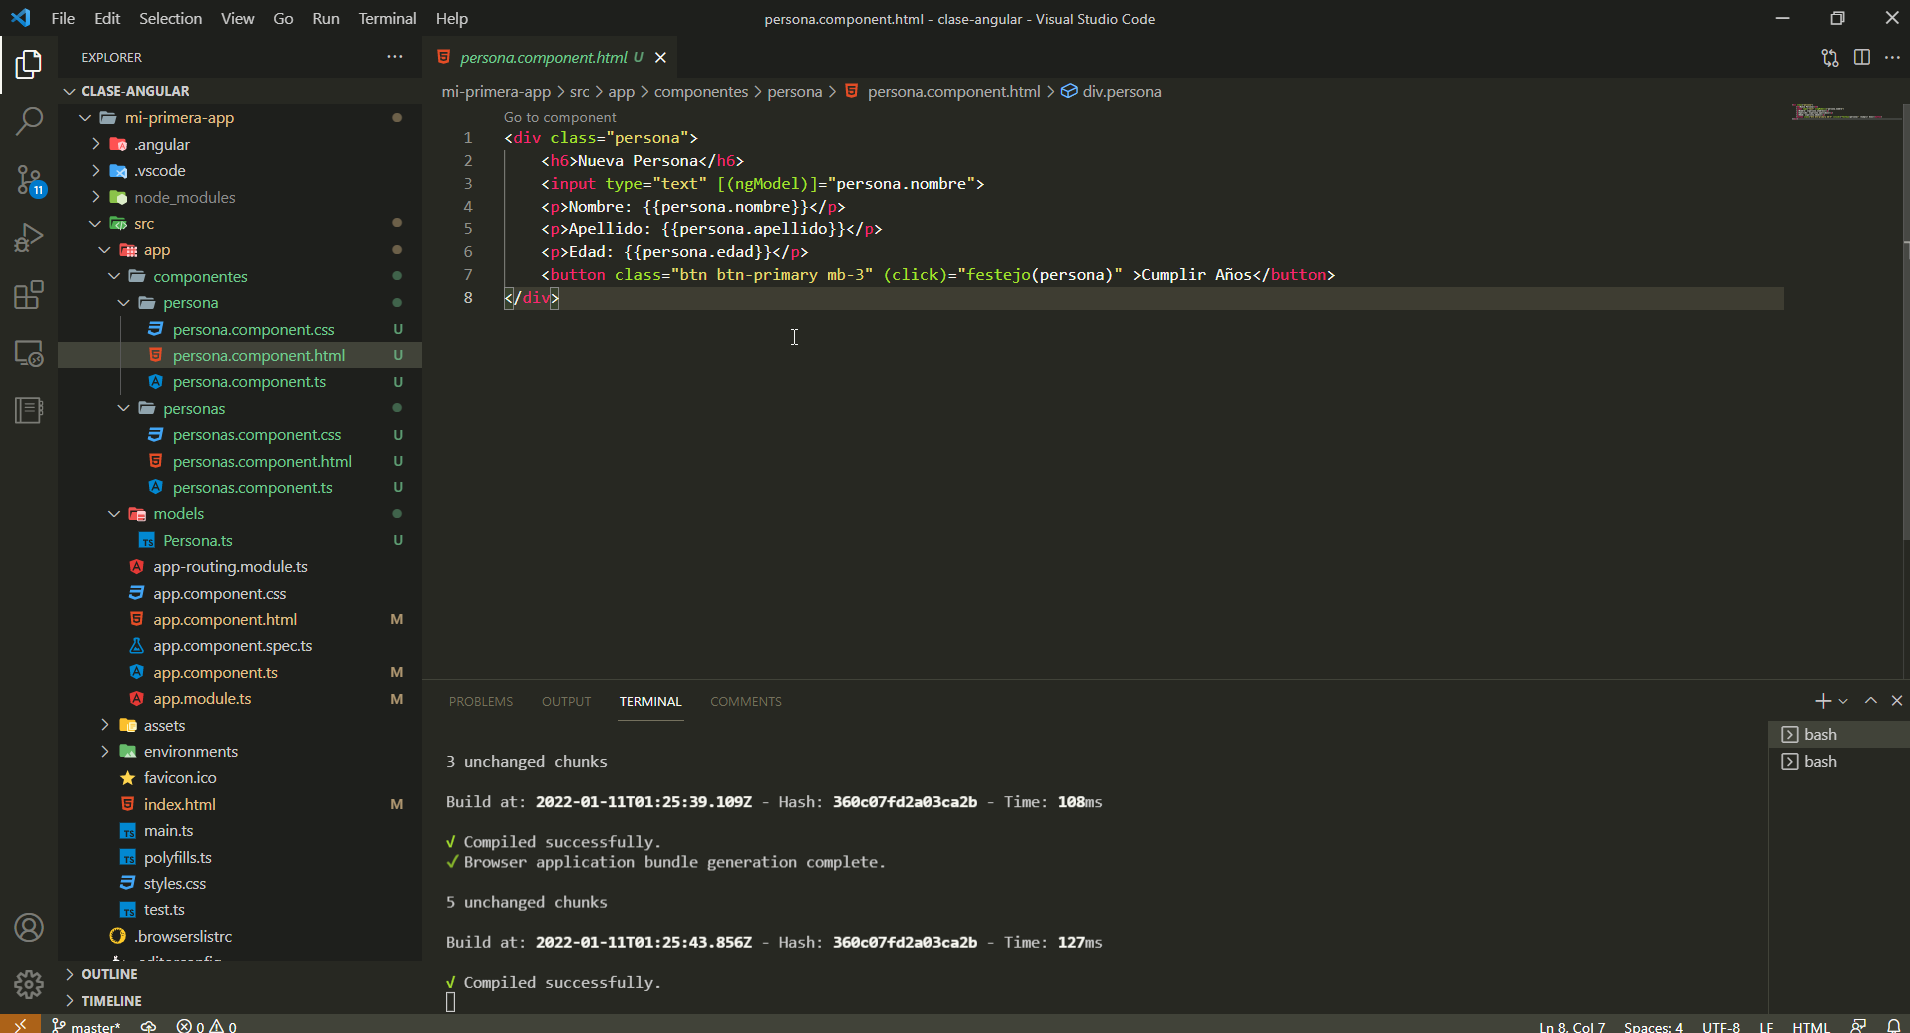 File Edit Selection View Go Run Terminal Help
persona.component.html - clase-angular - Visual Studio Code
EXPLORER
CLASE-ANGULAR
mi-primera-app
.angular
.vscode
node_modules
src
app
componentes
persona
persona.component.css U
persona.component.html U
persona.component.ts U
personas
personas.component.css U
personas.component.html U
personas.component.ts U
models
TS Persona.ts U
app-routing.module.ts
app.component.css
app.component.html M
app.component.spec.ts
app.component.ts M
app.module.ts M
assets
environments
favicon.ico
index.html M
TS main.ts
TS polyfills.ts
styles.css
TS test.ts
.browserslistrc
.editorconfig
OUTLINE
TIMELINE
11
persona.component.html U
mi-primera-app > src > app > componentes > persona > persona.component.html > div.persona
Go to component
1 <div class="persona">
2 <h6>Nueva Persona</h6>
3 <input type="text" [(ngModel)]="persona.nombre">
4 <p>Nombre: {{persona.nombre}}</p>
5 <p>Apellido: {{persona.apellido}}</p>
6 <p>Edad: {{persona.edad}}</p>
7 <button class="btn btn-primary mb-3" (click)="festejo(persona)" >Cumplir Años</button>
8 </div>
PROBLEMS OUTPUT TERMINAL COMMENTS
bash
bash
3 unchanged chunks
Build at: 2022-01-11T01:25:39.109Z - Hash: 360c07fd2a03ca2b - Time: 108ms
√ Compiled successfully.
✔ Browser application bundle generation complete.
5 unchanged chunks
Build at: 2022-01-11T01:25:43.856Z - Hash: 360c07fd2a03ca2b - Time: 127ms
√ Compiled successfully.
master* 0 0 Ln 8, Col 7 Spaces: 4 UTF-8 LF HTML